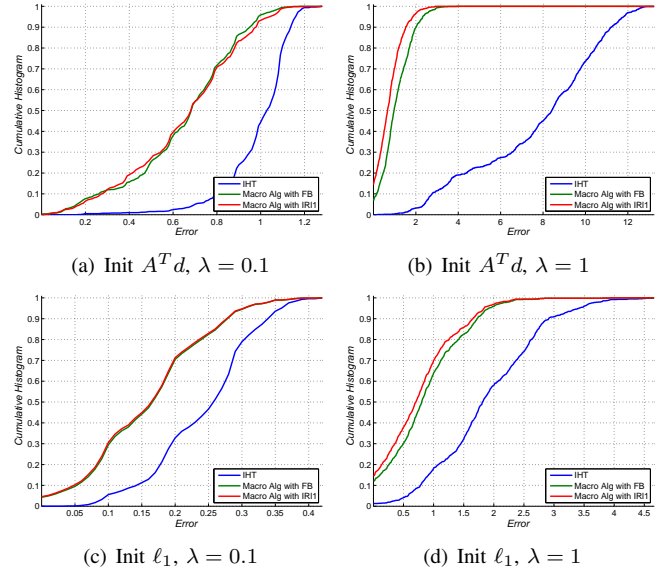 1
0.9
0.8
0.7
0.6
0.5
0.4
0.3
0.2
0.1
0
Cumulative Histogram
0.2 0.4 0.6 0.8 1 1.2
Error
IHT
Macro Alg with FB
Macro Alg with IRl1
(a) Init A^T d, λ = 0.1
1
0.9
0.8
0.7
0.6
0.5
0.4
0.3
0.2
0.1
0
Cumulative Histogram
2 4 6 8 10 12
Error
IHT
Macro Alg with FB
Macro Alg with IRl1
(b) Init A^T d, λ = 1
1
0.9
0.8
0.7
0.6
0.5
0.4
0.3
0.2
0.1
0
Cumulative Histogram
0.05 0.1 0.15 0.2 0.25 0.3 0.35 0.4
Error
IHT
Macro Alg with FB
Macro Alg with IRl1
(c) Init ℓ₁, λ = 0.1
1
0.9
0.8
0.7
0.6
0.5
0.4
0.3
0.2
0.1
0
Cumulative Histogram
0.5 1 1.5 2 2.5 3 3.5 4 4.5
Error
IHT
Macro Alg with FB
Macro Alg with IRl1
(d) Init ℓ₁, λ = 1